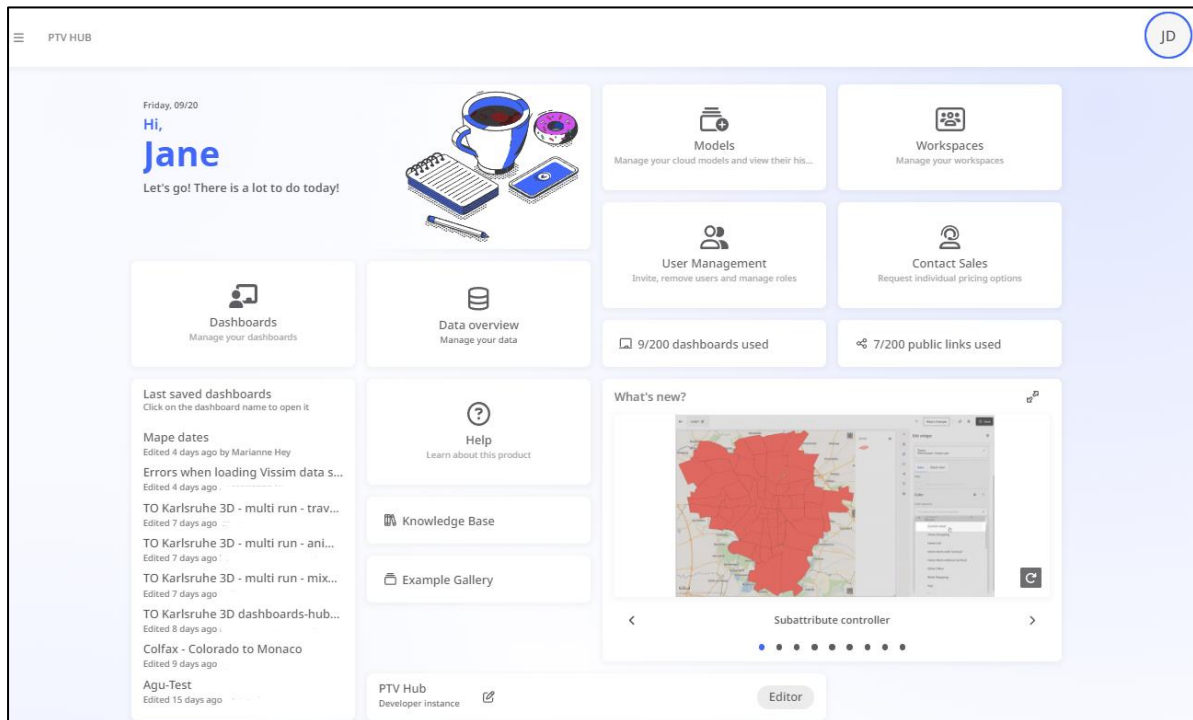 PTV HUB
JD
Friday, 09/20
Hi,
Jane
Let's go! There is a lot to do today!
Models
Manage your cloud models and view their his...
Workspaces
Manage your workspaces
User Management
Invite, remove users and manage roles
Contact Sales
Request individual pricing options
Dashboards
Manage your dashboards
Data overview
Manage your data
9/200 dashboards used
7/200 public links used
Last saved dashboards
Click on the dashboard name to open it
Mape dates
Edited 4 days ago by Marianne Hey
Errors when loading Vissim data s...
Edited 4 days ago
TO Karlsruhe 3D - multi run - trav...
Edited 7 days ago
TO Karlsruhe 3D - multi run - ani...
Edited 7 days ago
TO Karlsruhe 3D - multi run - mix...
Edited 7 days ago
TO Karlsruhe 3D dashboards-hub...
Edited 8 days ago
Colfax - Colorado to Monaco
Edited 9 days ago
Agu-Test
Edited 15 days ago
Help
Learn about this product
Knowledge Base
Example Gallery
What's new?
Subattribute controller
PTV Hub
Developer instance
Editor